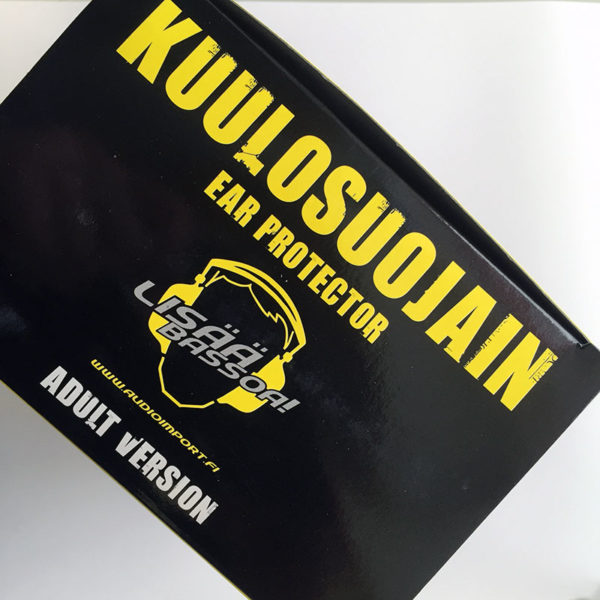 KUULOSUOJAIN
EAR PROTECTOR
LISÄÄ
BASSOA!
WWW.AUDIOIMPORT.FI
ADULT VERSION